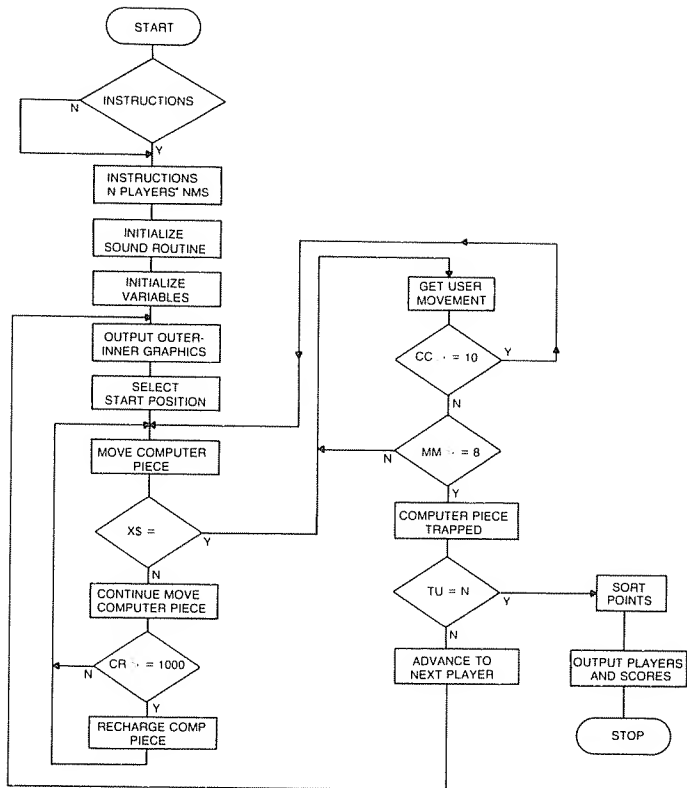 START
INSTRUCTIONS
N
Y
INSTRUCTIONS
N PLAYERS' NMS
INITIALIZE
SOUND ROUTINE
INITIALIZE
VARIABLES
OUTPUT OUTER-
INNER GRAPHICS
SELECT
START POSITION
MOVE COMPUTER
PIECE
X$ =
Y
N
CONTINUE MOVE
COMPUTER PIECE
CR = 1000
N
Y
RECHARGE COMP
PIECE
GET USER
MOVEMENT
CC = 10
Y
N
MM = 8
N
Y
COMPUTER PIECE
TRAPPED
TU = N
Y
N
ADVANCE TO
NEXT PLAYER
SORT
POINTS
OUTPUT PLAYERS
AND SCORES
STOP